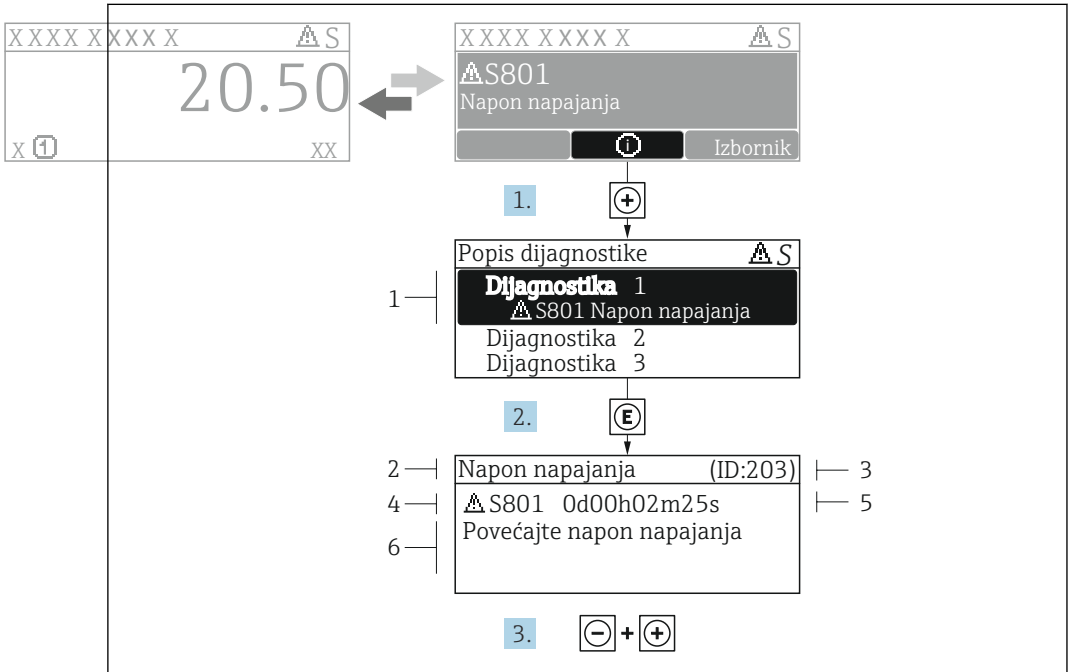 XXXX XXXX X ⚠S
20.50
X ① XX
XXXX XXXX X ⚠S
⚠S801
Napon napajanja
ⓘ Izbornik
1. ⊕
Popis dijagnostike ⚠S
1
Dijagnostika 1
⚠S801 Napon napajanja
Dijagnostika 2
Dijagnostika 3
2. Ⓔ
2 Napon napajanja (ID:203) 3
4 ⚠S801 0d00h02m25s 5
6 Povećajte napon napajanja
3. ⊖ + ⊕